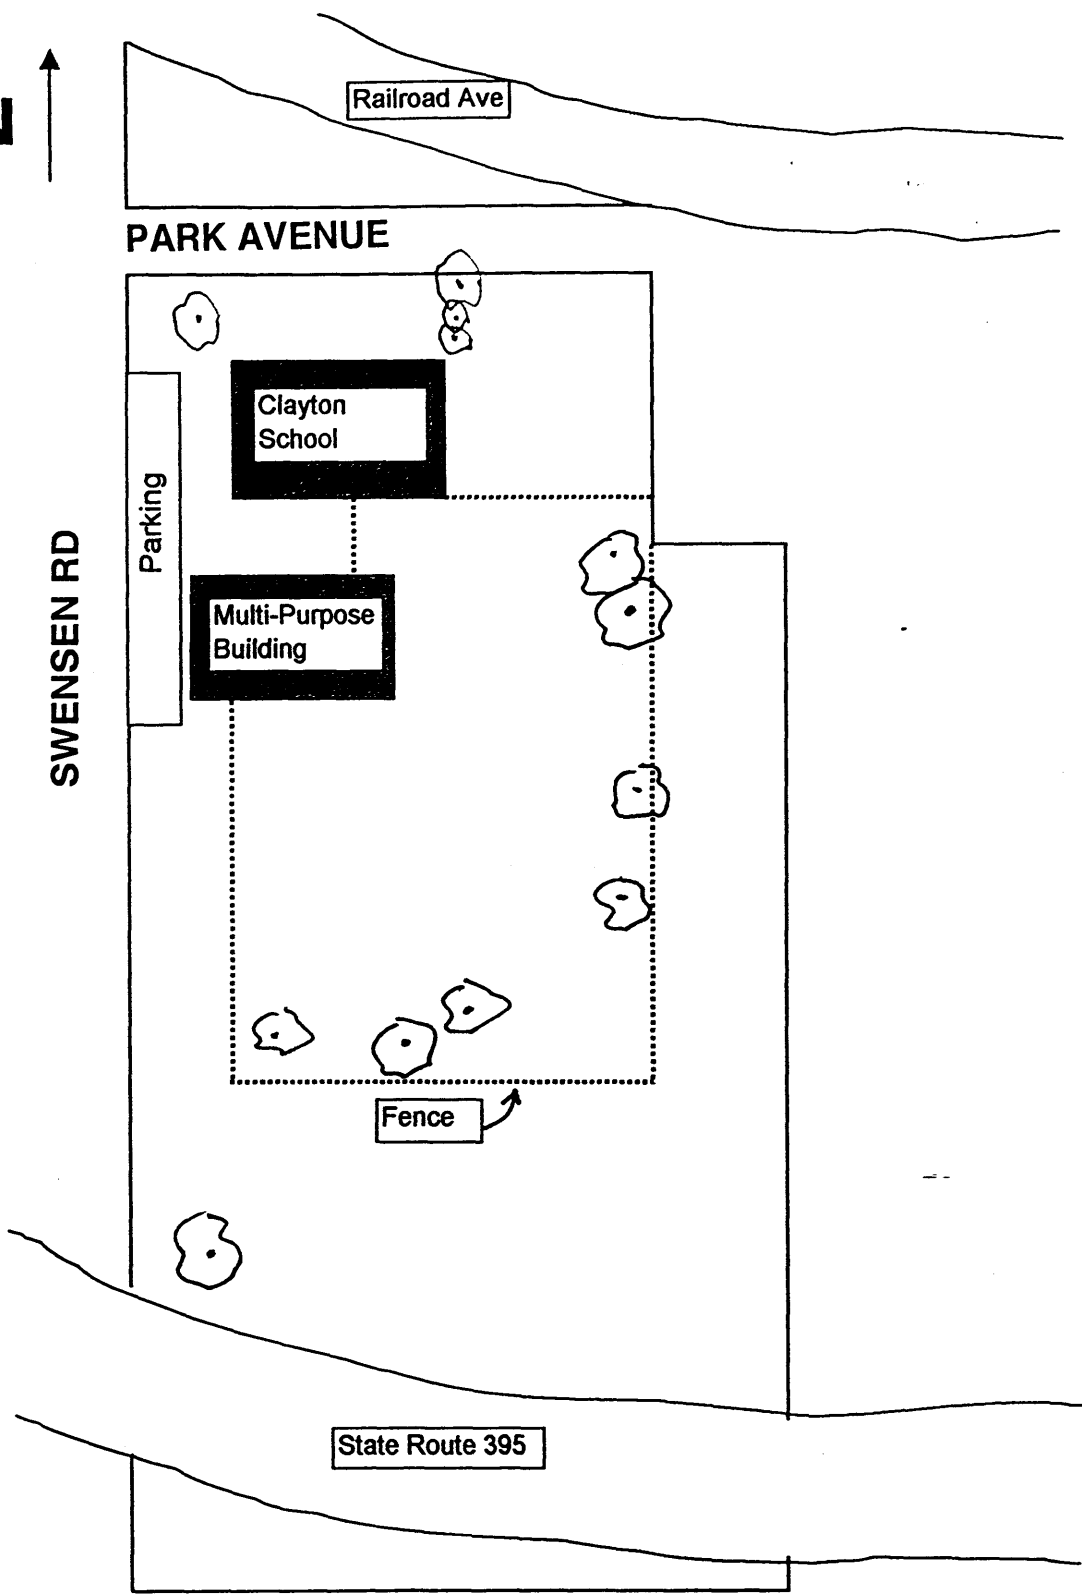 Railroad Ave
PARK AVENUE
Clayton
School
Parking
SWENSEN RD
Multi-Purpose
Building
Fence
State Route 395